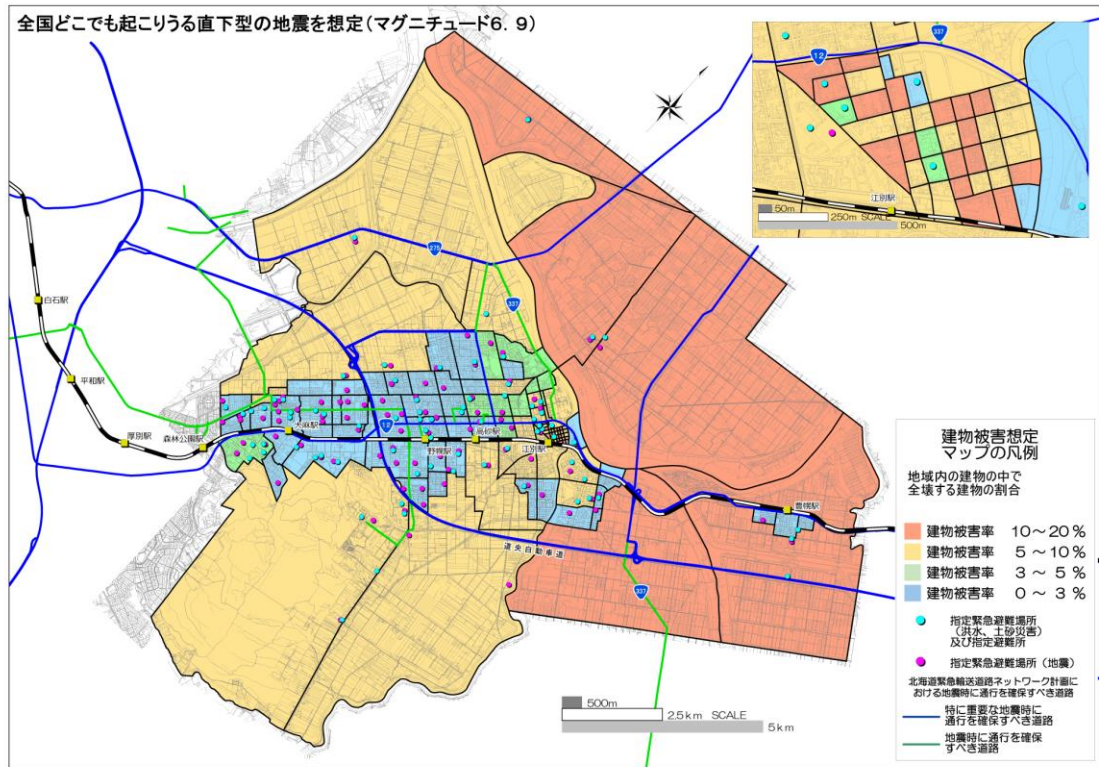 全国どこでも起こりうる直下型の地震を想定(マグニチュード6.9)
12
337
江別駅
50m
250m SCALE
500m
275
337
白石駅
平和駅
厚別駅
森林公園駅
大麻駅
12
野幌駅
高砂駅
江別駅
豊幌駅
道央自動車道
337
500m
2.5km SCALE
5km
建物被害想定
マップの凡例
地域内の建物の中で
全壊する建物の割合
建物被害率 10~20%
建物被害率 5~10%
建物被害率 3~5%
建物被害率 0~3%
指定緊急避難場所
(洪水、土砂災害)
及び指定避難所
指定緊急避難場所(地震)
北海道緊急輸送道路ネットワーク計画に
おける地震時に通行を確保すべき道路
特に重要な地震時に
通行を確保すべき道路
地震時に通行を確保
すべき道路